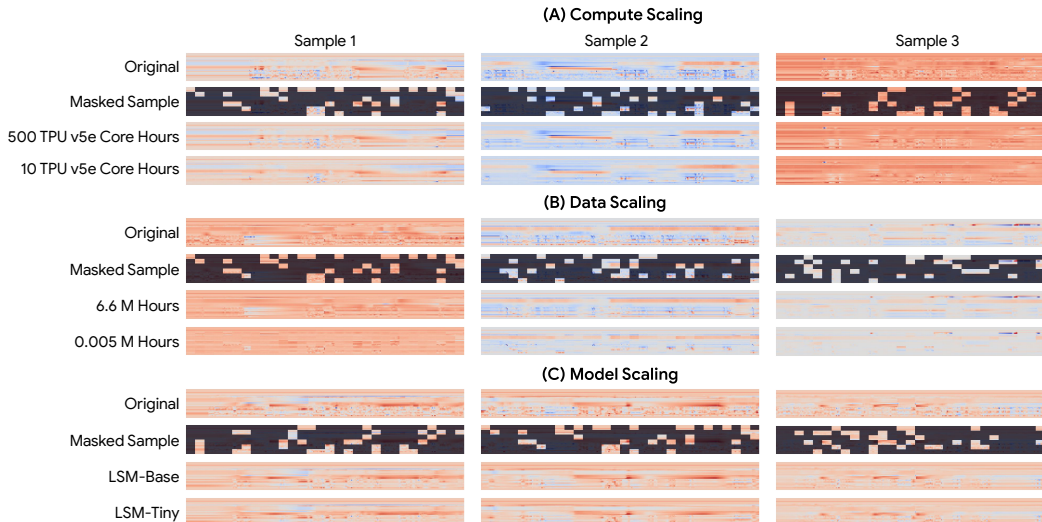 (A) Compute Scaling
Sample 1 Sample 2 Sample 3
Original
Masked Sample
500 TPU v5e Core Hours
10 TPU v5e Core Hours
(B) Data Scaling
Original
Masked Sample
6.6 M Hours
0.005 M Hours
(C) Model Scaling
Original
Masked Sample
LSM-Base
LSM-Tiny